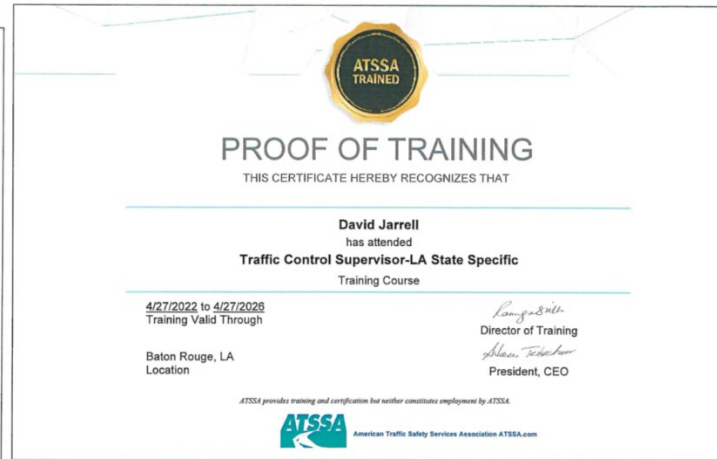 ATSSA
TRAINED
PROOF OF TRAINING
THIS CERTIFICATE HEREBY RECOGNIZES THAT
David Jarrell
has attended
Traffic Control Supervisor-LA State Specific
Training Course
4/27/2022 to 4/27/2026
Training Valid Through
Director of Training
Baton Rouge, LA
Location
President, CEO
ATSSA provides training and certification but neither constitutes employment by ATSSA.
ATSSA
American Traffic Safety Services Association ATSSA.com